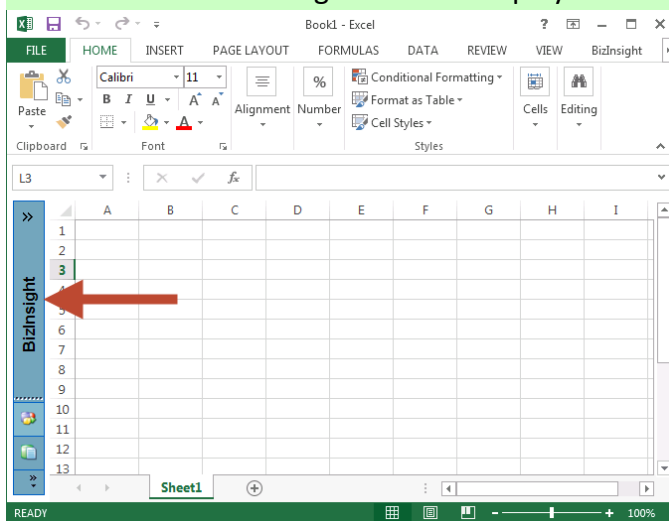 Book1 - Excel
FILE HOME INSERT PAGE LAYOUT FORMULAS DATA REVIEW VIEW BizInsight
Calibri 11
% Conditional Formatting
Paste B I U A A Alignment Number Format as Table Cells Editing
A Cell Styles
Clipboard Font Styles
L3 fx
A B C D E F G H I
1
2
3
5
6
7
8
9
10
11
12
13
BizInsight
Sheet1
READY 100%